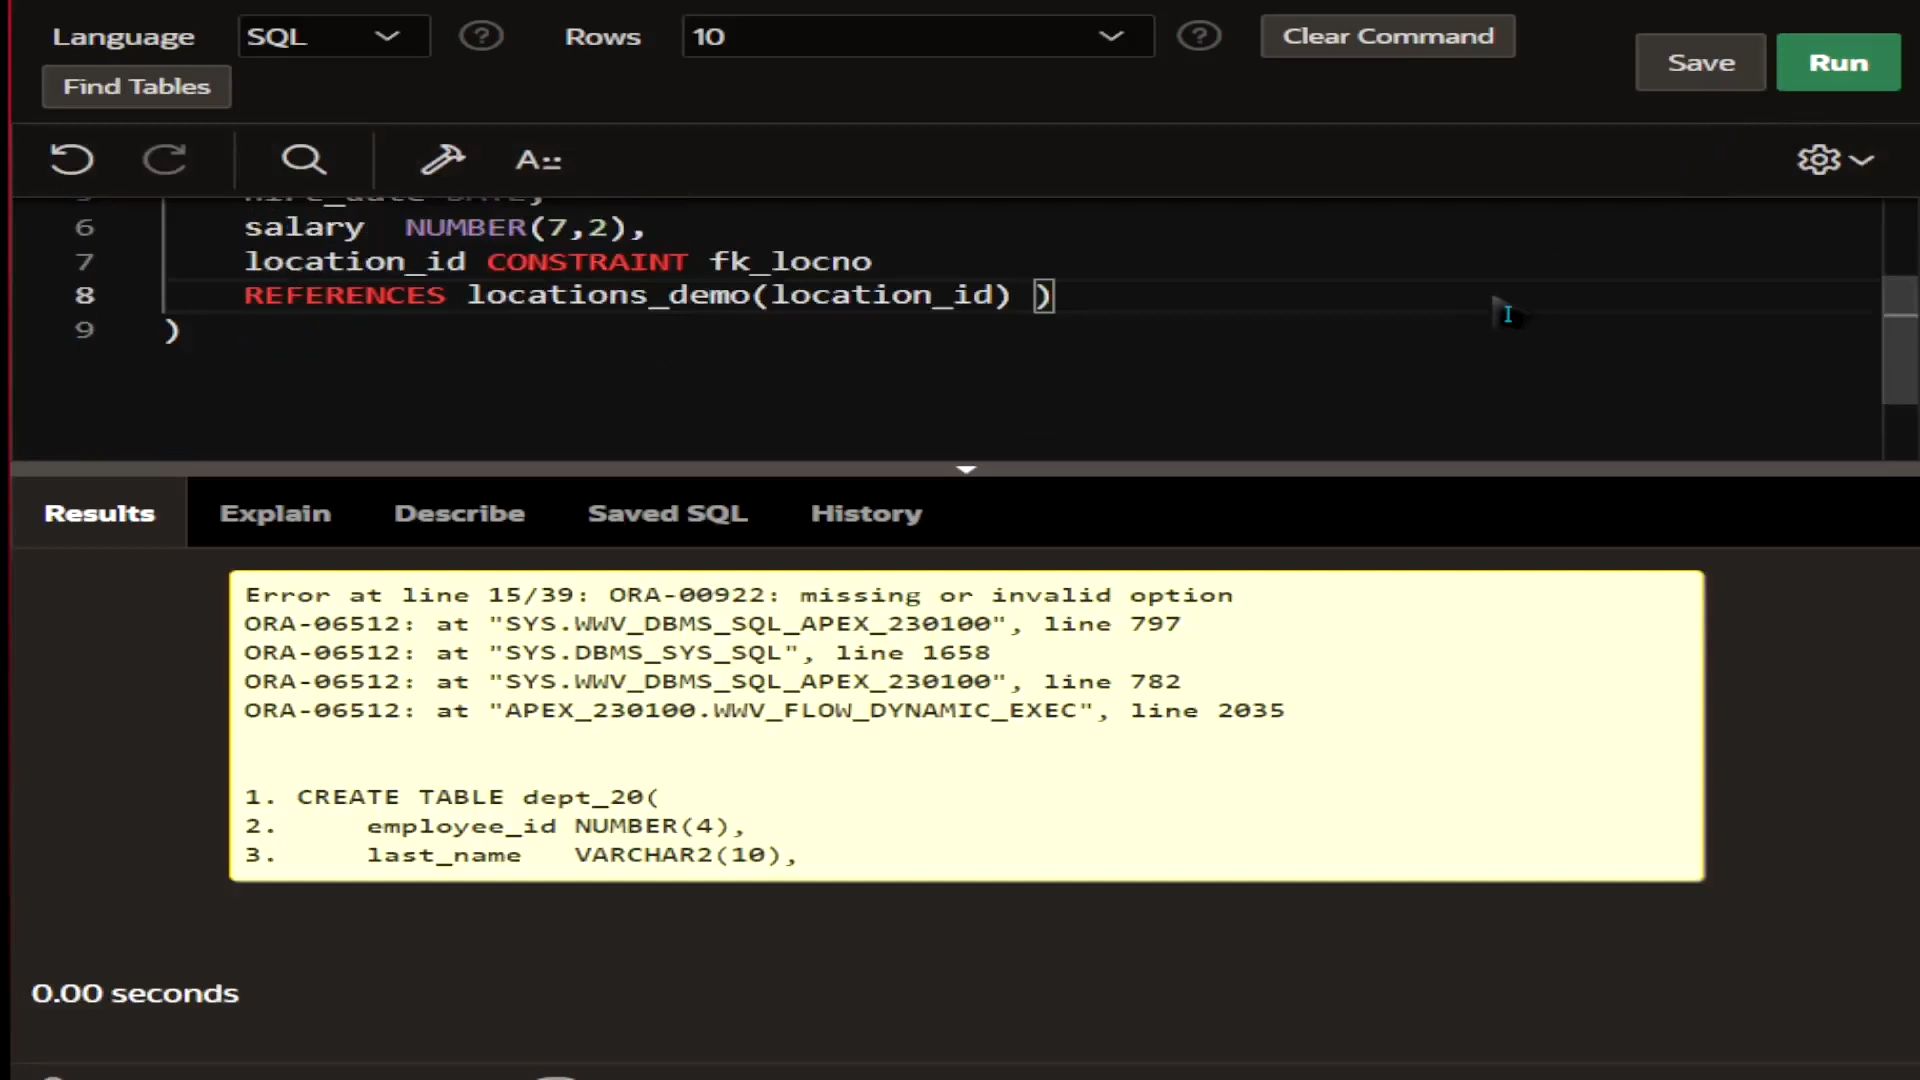 Language SQL Rows 10 Clear Command Save Run
Find Tables
A
6 salary NUMBER(7,2),
7 location_id CONSTRAINT fk_locno
8 REFERENCES locations_demo(location_id) )
9 )
Results Explain Describe Saved SQL History
Error at line 15/39: ORA-00922: missing or invalid option
ORA-06512: at "SYS.WWV_DBMS_SQL_APEX_230100", line 797
ORA-06512: at "SYS.DBMS_SYS_SQL", line 1658
ORA-06512: at "SYS.WWV_DBMS_SQL_APEX_230100", line 782
ORA-06512: at "APEX_230100.WWV_FLOW_DYNAMIC_EXEC", line 2035
1. CREATE TABLE dept_20(
2. employee_id NUMBER(4),
3. last_name VARCHAR2(10),
0.00 seconds